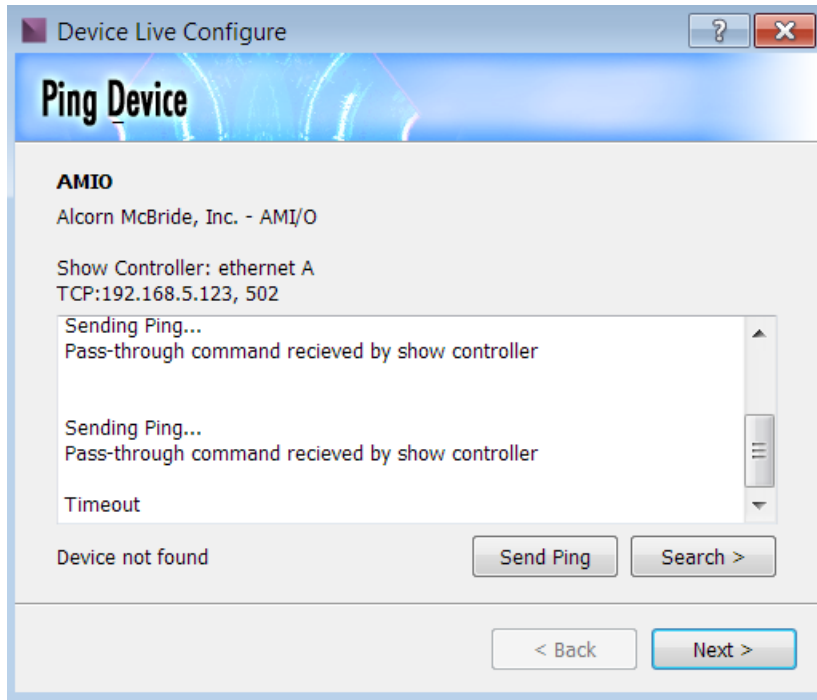 Device Live Configure
?
Ping Device
AMIO
Alcorn McBride, Inc. - AMI/O
Show Controller: ethernet A
TCP:192.168.5.123, 502
Sending Ping...
Pass-through command recieved by show controller
Sending Ping...
Pass-through command recieved by show controller
Timeout
Device not found
Send Ping
Search >
< Back
Next >